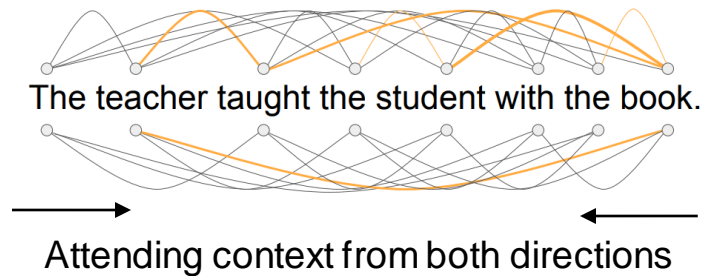 The teacher taught the student with the book.
Attending context from both directions